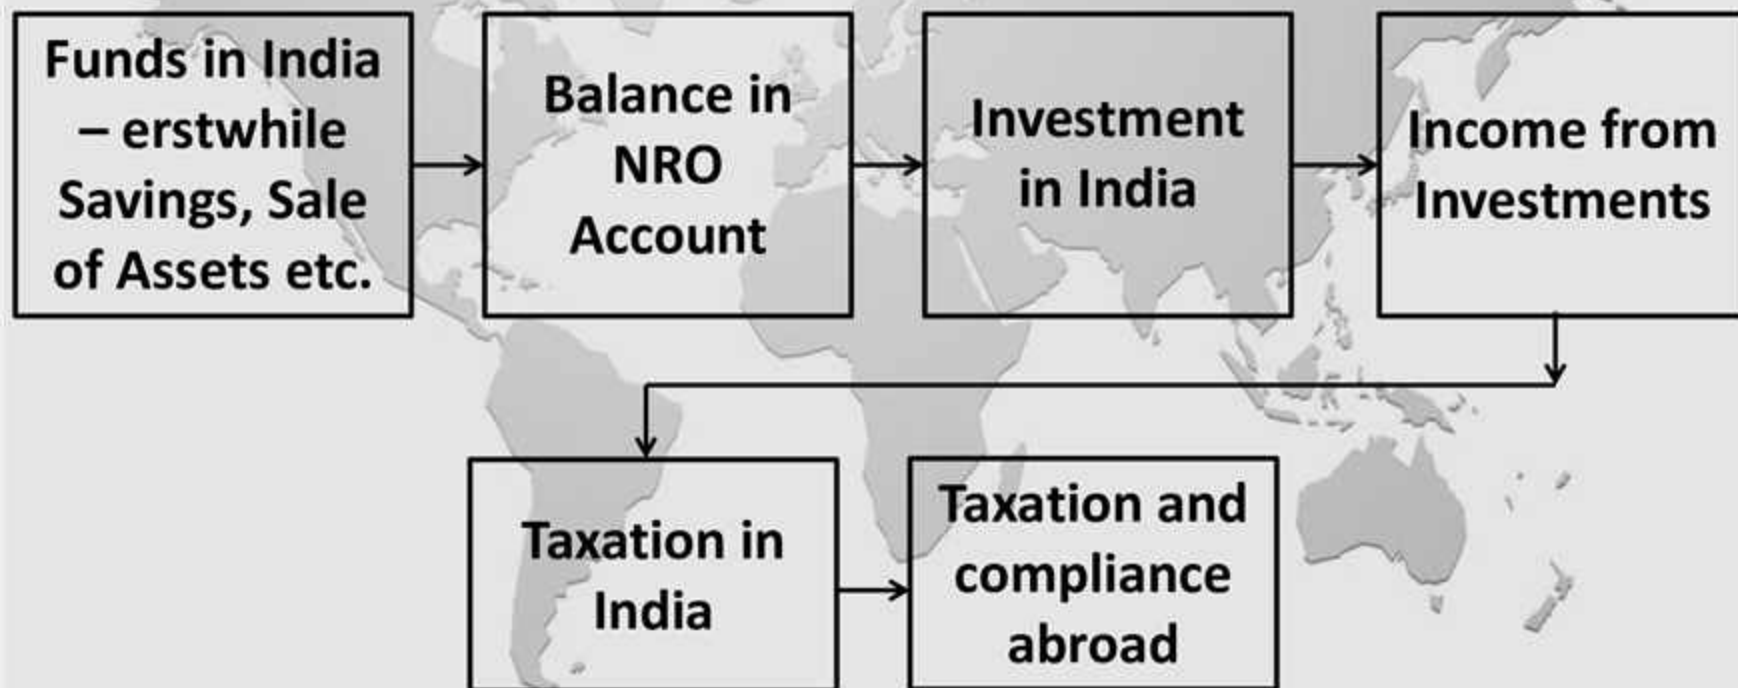 Funds in India
– erstwhile
Savings, Sale
of Assets etc.
Balance in
NRO
Account
Investment
in India
Income from
Investments
Taxation in
India
Taxation and
compliance
abroad